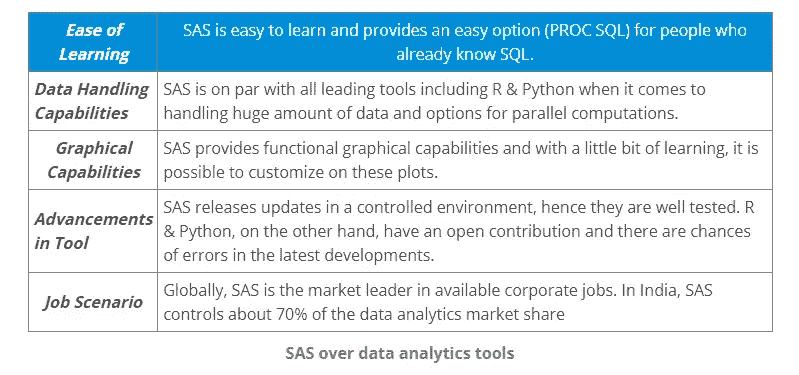 Ease of
Learning
SAS is easy to learn and provides an easy option (PROC SQL) for people who
already know SQL.
Data Handling
Capabilities
SAS is on par with all leading tools including R & Python when it comes to
handling huge amount of data and options for parallel computations.
Graphical
Capabilities
SAS provides functional graphical capabilities and with a little bit of learning, it is
possible to customize on these plots.
Advancements
in Tool
SAS releases updates in a controlled environment, hence they are well tested. R
& Python, on the other hand, have an open contribution and there are chances
of errors in the latest developments.
Job Scenario
Globally, SAS is the market leader in available corporate jobs. In India, SAS
controls about 70% of the data analytics market share
SAS over data analytics tools